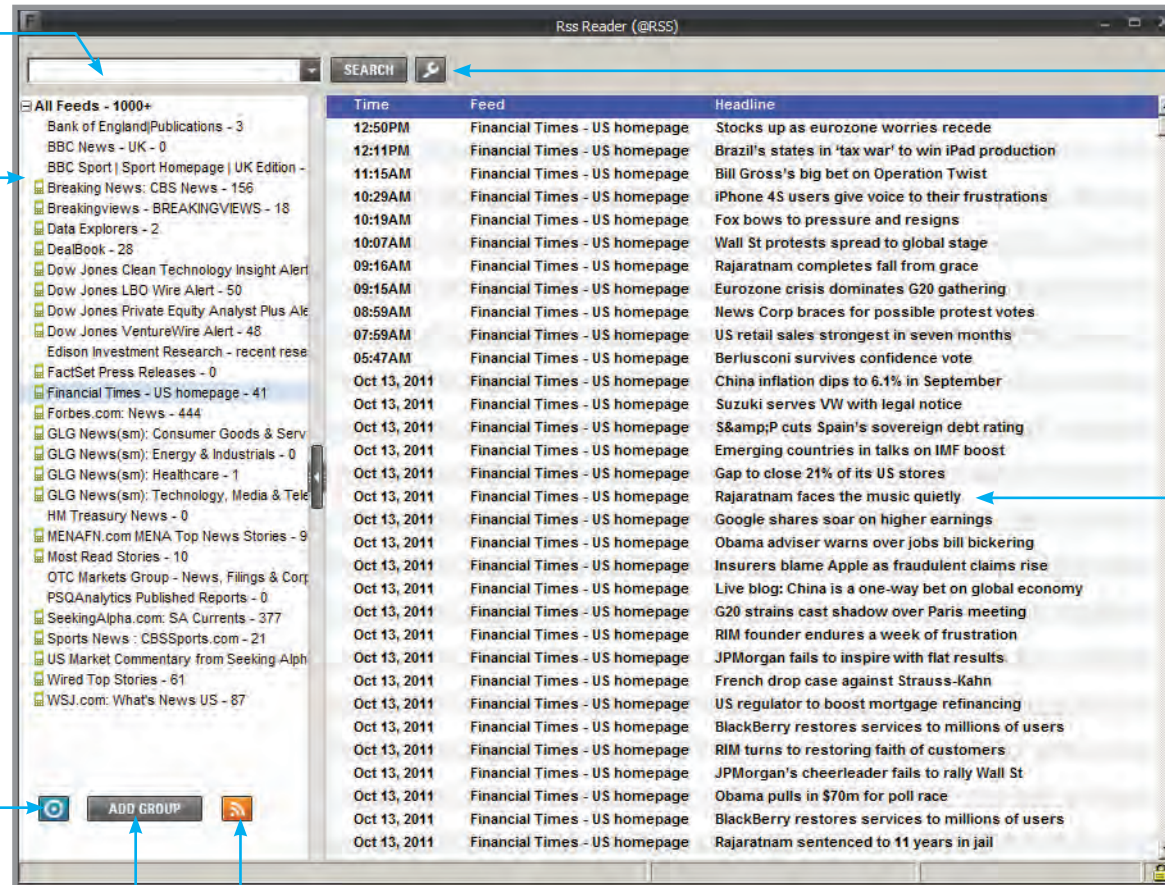 F
Rss Reader (@RSS)
SEARCH
All Feeds - 1000+
Bank of England|Publications - 3
BBC News - UK - 0
BBC Sport | Sport Homepage | UK Edition -
Breaking News: CBS News - 156
Breakingviews - BREAKINGVIEWS - 18
Data Explorers - 2
DealBook - 28
Dow Jones Clean Technology Insight Alert
Dow Jones LBO Wire Alert - 50
Dow Jones Private Equity Analyst Plus Ale
Dow Jones VentureWire Alert - 48
Edison Investment Research - recent rese
FactSet Press Releases - 0
Financial Times - US homepage - 41
Forbes.com: News - 444
GLG News(sm): Consumer Goods & Serv
GLG News(sm): Energy & Industrials - 0
GLG News(sm): Healthcare - 1
GLG News(sm): Technology, Media & Tele
HM Treasury News - 0
MENAFN.com MENA Top News Stories - 9
Most Read Stories - 10
OTC Markets Group - News, Filings & Corp
PSQAnalytics Published Reports - 0
SeekingAlpha.com: SA Currents - 377
Sports News : CBSSports.com - 21
US Market Commentary from Seeking Alph
Wired Top Stories - 61
WSJ.com: What's News US - 87
ADD GROUP
Time Feed Headline
12:50PM Financial Times - US homepage Stocks up as eurozone worries recede
12:11PM Financial Times - US homepage Brazil's states in 'tax war' to win iPad production
11:15AM Financial Times - US homepage Bill Gross's big bet on Operation Twist
10:29AM Financial Times - US homepage iPhone 4S users give voice to their frustrations
10:19AM Financial Times - US homepage Fox bows to pressure and resigns
10:07AM Financial Times - US homepage Wall St protests spread to global stage
09:16AM Financial Times - US homepage Rajaratnam completes fall from grace
09:15AM Financial Times - US homepage Eurozone crisis dominates G20 gathering
08:59AM Financial Times - US homepage News Corp braces for possible protest votes
07:59AM Financial Times - US homepage US retail sales strongest in seven months
05:47AM Financial Times - US homepage Berlusconi survives confidence vote
Oct 13, 2011 Financial Times - US homepage China inflation dips to 6.1% in September
Oct 13, 2011 Financial Times - US homepage Suzuki serves VW with legal notice
Oct 13, 2011 Financial Times - US homepage S&amp;P cuts Spain's sovereign debt rating
Oct 13, 2011 Financial Times - US homepage Emerging countries in talks on IMF boost
Oct 13, 2011 Financial Times - US homepage Gap to close 21% of its US stores
Oct 13, 2011 Financial Times - US homepage Rajaratnam faces the music quietly
Oct 13, 2011 Financial Times - US homepage Google shares soar on higher earnings
Oct 13, 2011 Financial Times - US homepage Obama adviser warns over jobs bill bickering
Oct 13, 2011 Financial Times - US homepage Insurers blame Apple as fraudulent claims rise
Oct 13, 2011 Financial Times - US homepage Live blog: China is a one-way bet on global economy
Oct 13, 2011 Financial Times - US homepage G20 strains cast shadow over Paris meeting
Oct 13, 2011 Financial Times - US homepage RIM founder endures a week of frustration
Oct 13, 2011 Financial Times - US homepage JPMorgan fails to inspire with flat results
Oct 13, 2011 Financial Times - US homepage French drop case against Strauss-Kahn
Oct 13, 2011 Financial Times - US homepage US regulator to boost mortgage refinancing
Oct 13, 2011 Financial Times - US homepage BlackBerry restores services to millions of users
Oct 13, 2011 Financial Times - US homepage RIM turns to restoring faith of customers
Oct 13, 2011 Financial Times - US homepage JPMorgan's cheerleader fails to rally Wall St
Oct 13, 2011 Financial Times - US homepage Obama pulls in $70m for poll race
Oct 13, 2011 Financial Times - US homepage BlackBerry restores services to millions of users
Oct 13, 2011 Financial Times - US homepage Rajaratnam sentenced to 11 years in jail